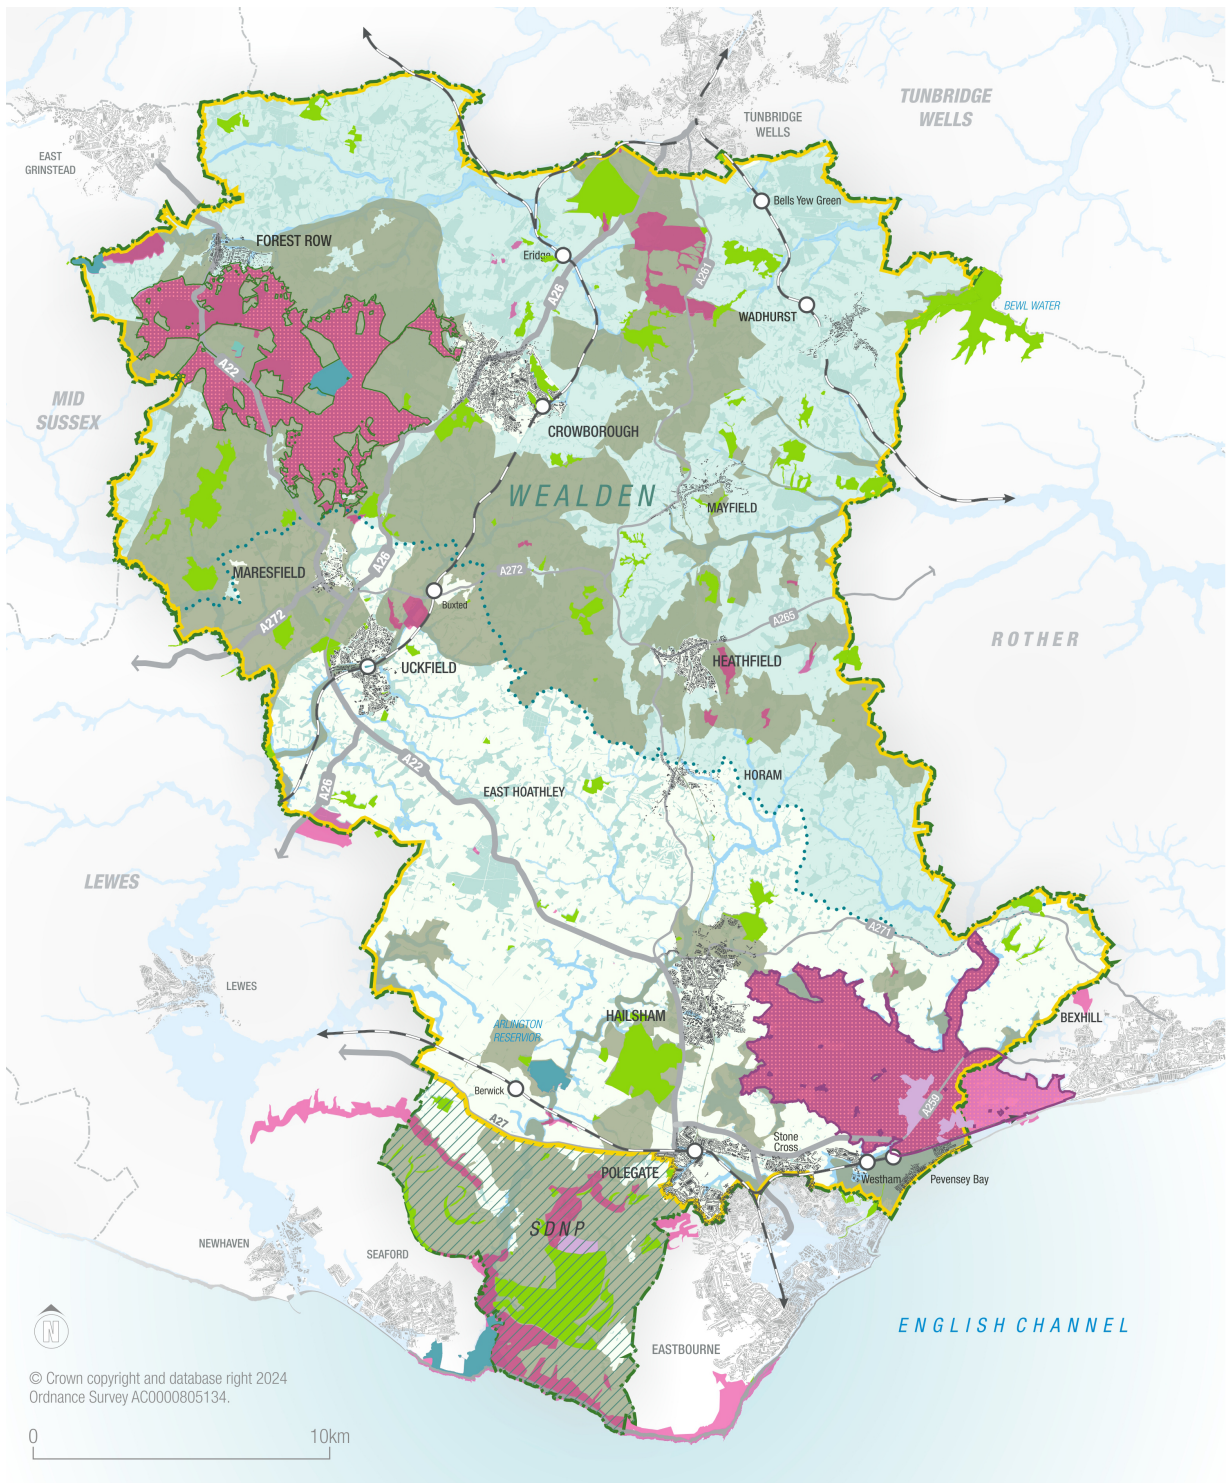 TUNBRIDGE
WELLS
TUNBRIDGE
WELLS
EAST
GRINSTEAD
Bells Yew Green
FOREST ROW
Eridge
A26
A261
BEWL WATER
WADHURST
A22
MID
SUSSEX
CROWBOROUGH
WEALDEN
MAYFIELD
A26
MARESFIELD
A272
Buxted
A272
A265
ROTHER
UCKFIELD
HEATHFIELD
A22
A26
EAST HOATHLEY
HORAM
LEWES
A271
LEWES
ARLINGTON
RESERVIOR
HAILSHAM
BEXHILL
Berwick
A27
A259
Stone
Cross
POLEGATE
Westham
Pevensey Bay
SDNP
NEWHAVEN
SEAFORD
ENGLISH CHANNEL
N
EASTBOURNE
© Crown copyright and database right 2024
Ordnance Survey AC0000805134.
0 10km